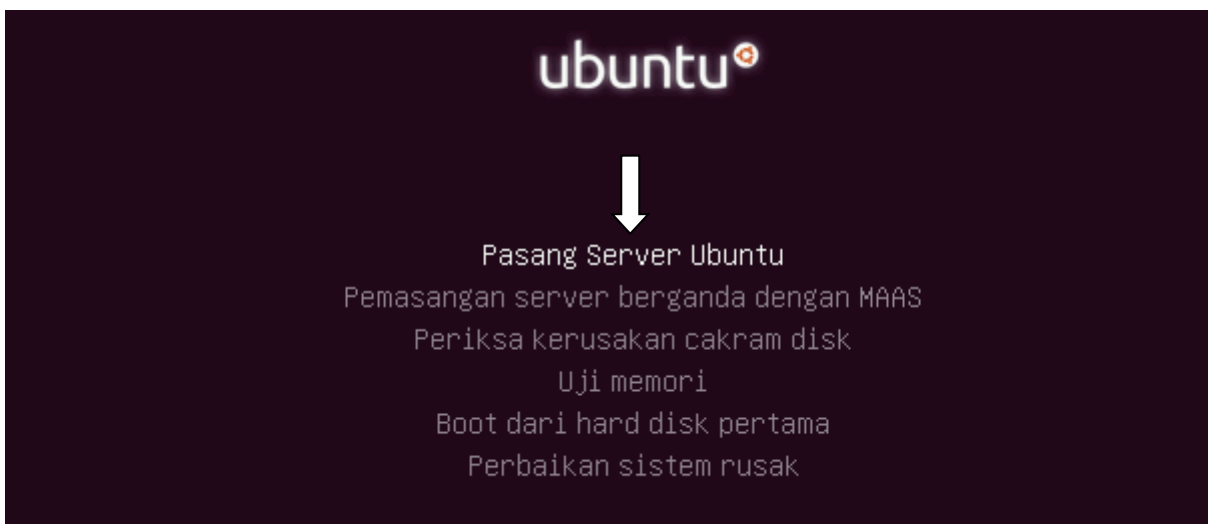 ubuntu
Pasang Server Ubuntu
Pemasangan server berganda dengan MAAS
Periksa kerusakan cakram disk
Uji memori
Boot dari hard disk pertama
Perbaikan sistem rusak